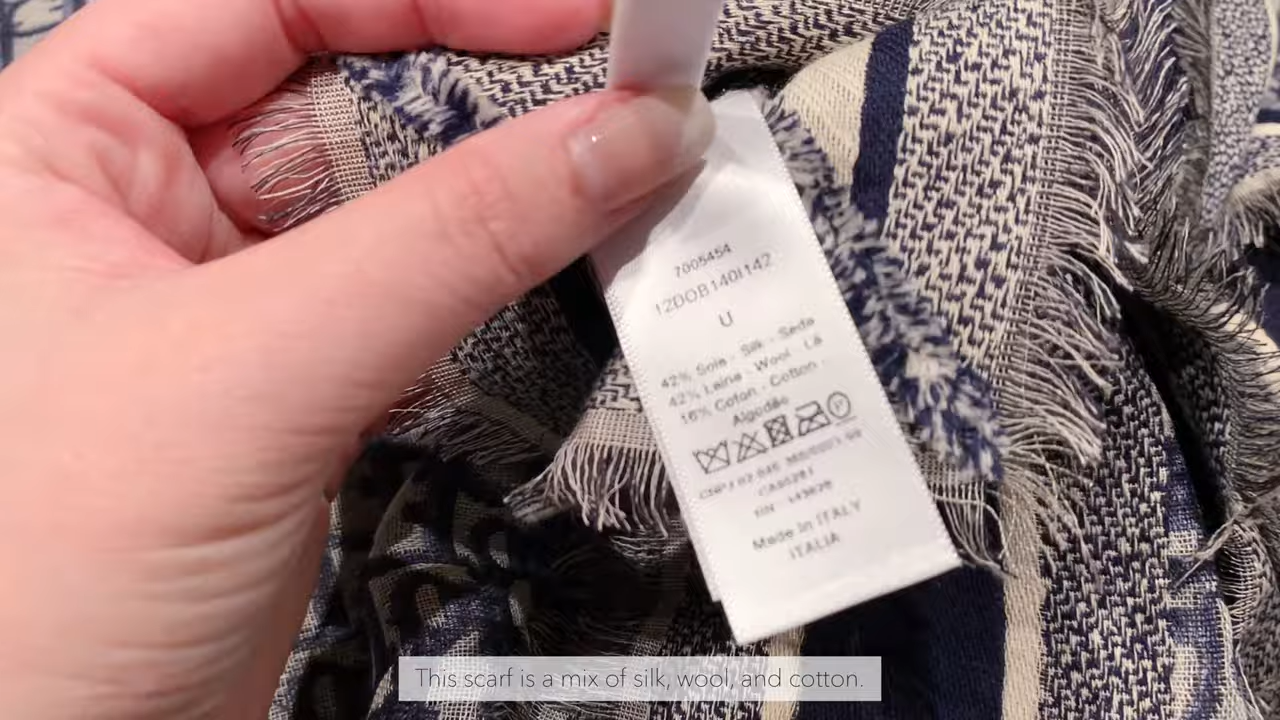 7005454
12DOB140I142
U
42% Soie - Silk - Seda
42% Laine - Wool - Lã
16% Coton - Cotton -
Algodão
CA55281
Made in ITALY
ITALIA
This scarf is a mix of silk, wool, and cotton.